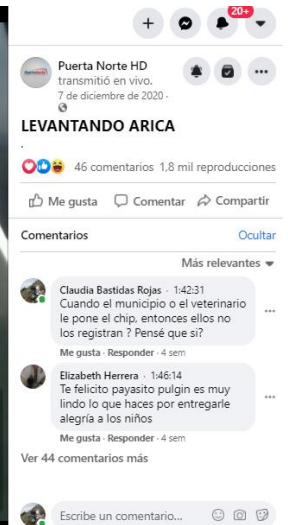 20+
Puerta Norte HD
transmitió en vivo.
7 de diciembre de 2020 ·
LEVANTANDO ARICA
.
46 comentarios 1,8 mil reproducciones
Me gusta Comentar Compartir
Comentarios Ocultar
Más relevantes
Claudia Bastidas Rojas · 1:42:31
Cuando el municipio o el veterinario
le pone el chip, entonces ellos no
los registran ? Pensé que si?
Me gusta · Responder · 4 sem
Elizabeth Herrera · 1:46:14
Te felicito payasito pulgin es muy
lindo lo que haces por entregarle
alegría a los niños
Me gusta · Responder · 4 sem
Ver 44 comentarios más
Escribe un comentario...